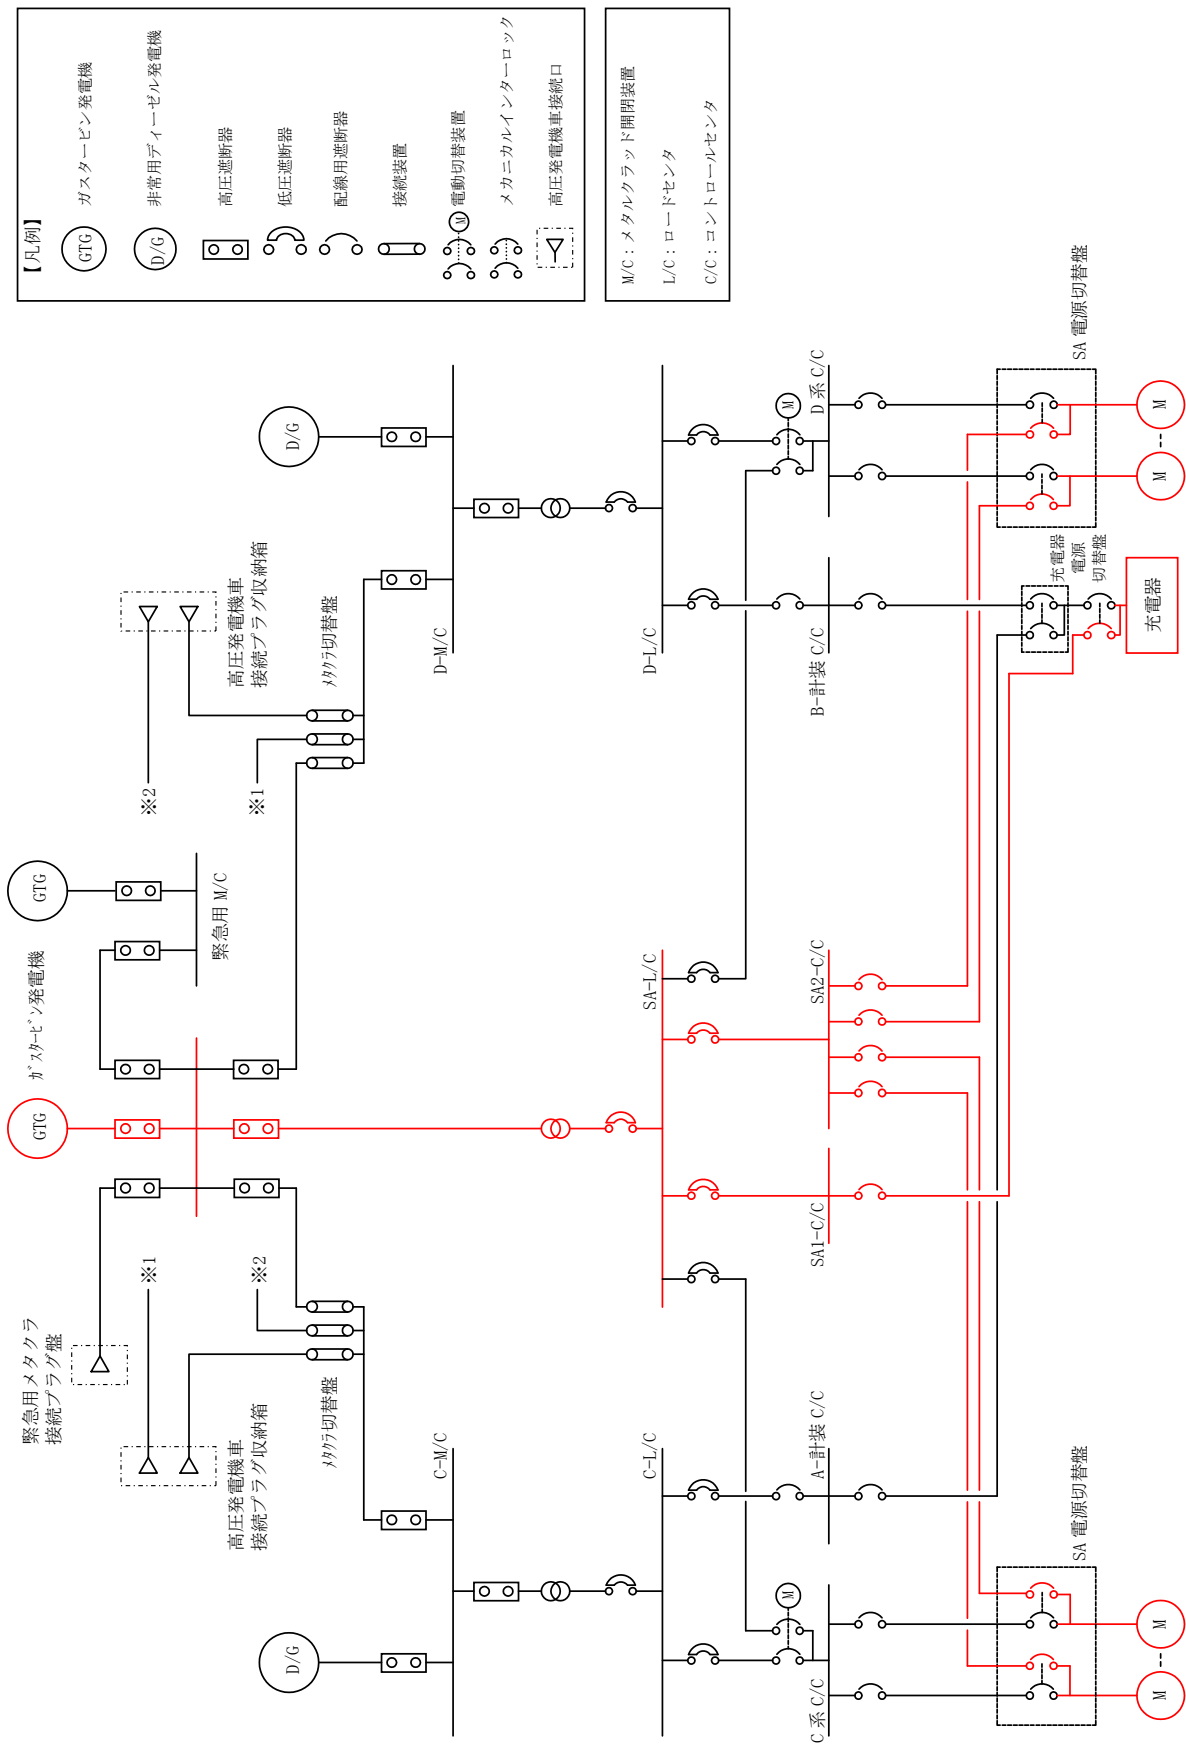 【凡例】
GTG
ガスタービン発電機
D/G
非常用ディーゼル発電機
高圧遮断器
低圧遮断器
配線用遮断器
接続装置
M
電動切替装置
メカニカルインターロック
高圧発電機車接続口
M/C：メタルクラッド開閉装置
L/C：ロードセンタ
C/C：コントロールセンタ
GTG
GTG
ｶﾞｽﾀｰﾋﾞﾝ発電機
緊急用 M/C
緊急用メタクラ
接続プラグ盤
※1
※2
高圧発電機車
接続プラグ収納箱
ﾒﾀｸﾗ切替盤
※2
※1
高圧発電機車
接続プラグ収納箱
ﾒﾀｸﾗ切替盤
D/G
D/G
C-M/C
D-M/C
C-L/C
SA-L/C
D-L/C
M
M
C 系 C/C
A-計装 C/C
SA1-C/C
SA2-C/C
B-計装 C/C
D 系 C/C
SA 電源切替盤
充電器
電源
切替盤
SA 電源切替盤
M
M
充電器
M
M